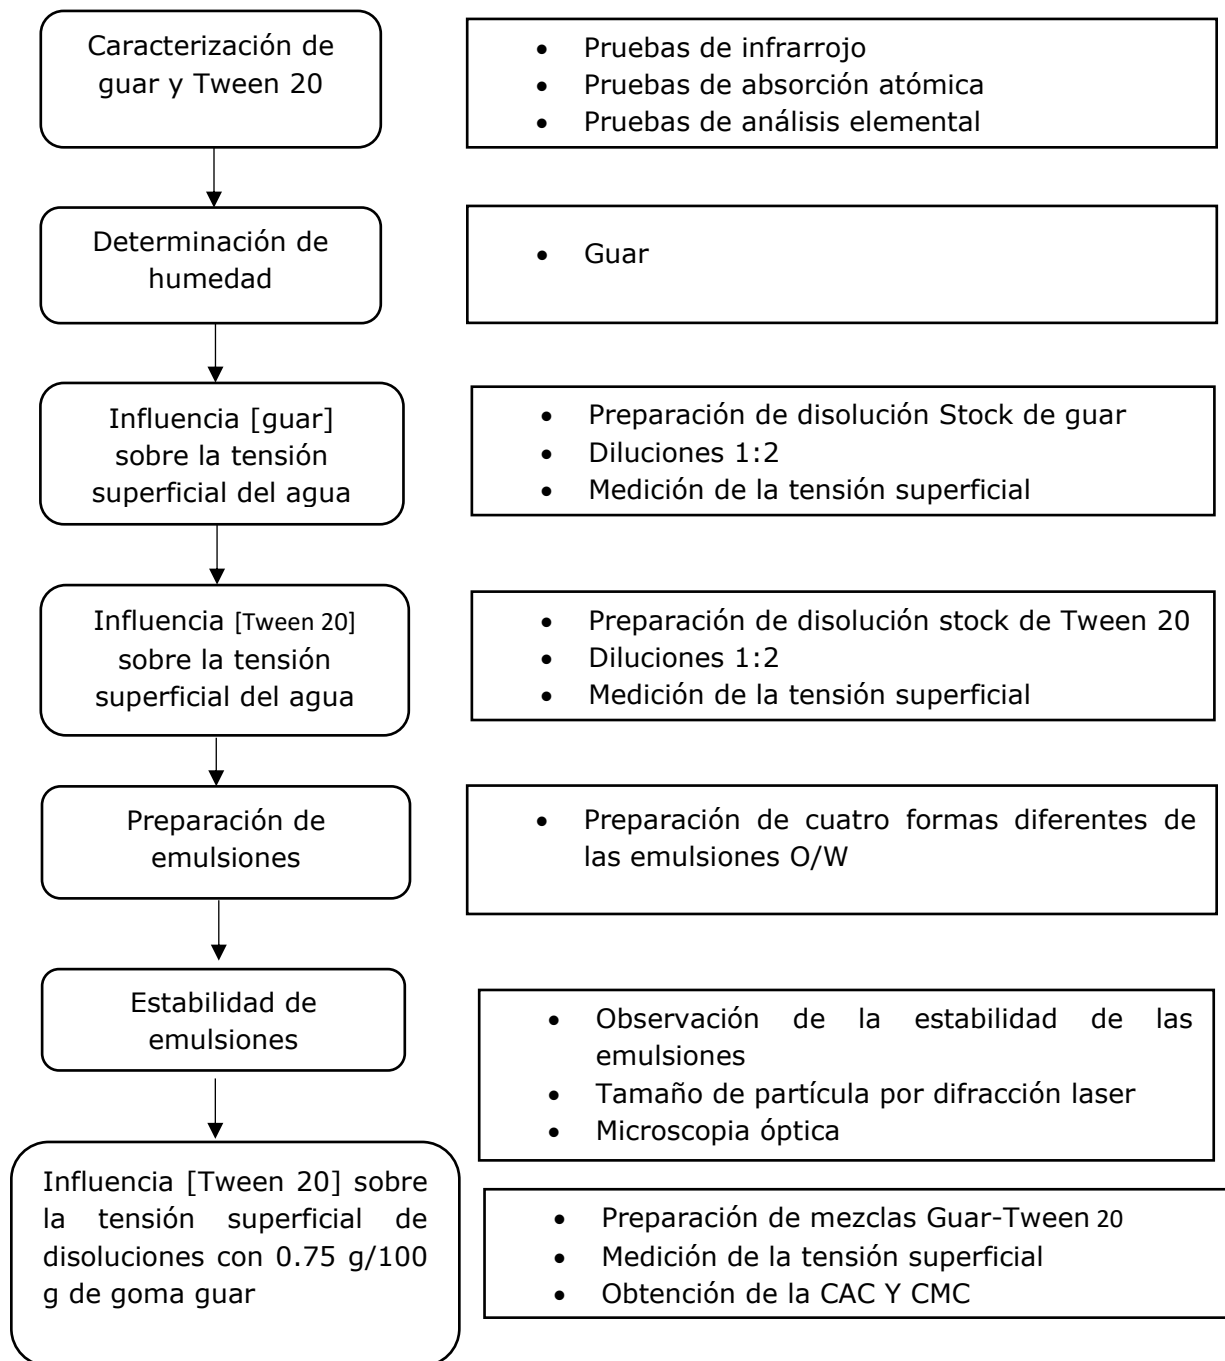 Caracterización de
guar y Tween 20
• Pruebas de infrarrojo
• Pruebas de absorción atómica
• Pruebas de análisis elemental
Determinación de
humedad
• Guar
Influencia [guar]
sobre la tensión
superficial del agua
• Preparación de disolución Stock de guar
• Diluciones 1:2
• Medición de la tensión superficial
Influencia [Tween 20]
sobre la tensión
superficial del agua
• Preparación de disolución stock de Tween 20
• Diluciones 1:2
• Medición de la tensión superficial
Preparación de
emulsiones
• Preparación de cuatro formas diferentes de
las emulsiones O/W
Estabilidad de
emulsiones
• Observación de la estabilidad de las
emulsiones
• Tamaño de partícula por difracción laser
• Microscopia óptica
Influencia [Tween 20] sobre
la tensión superficial de
disoluciones con 0.75 g/100
g de goma guar
• Preparación de mezclas Guar-Tween 20
• Medición de la tensión superficial
• Obtención de la CAC Y CMC